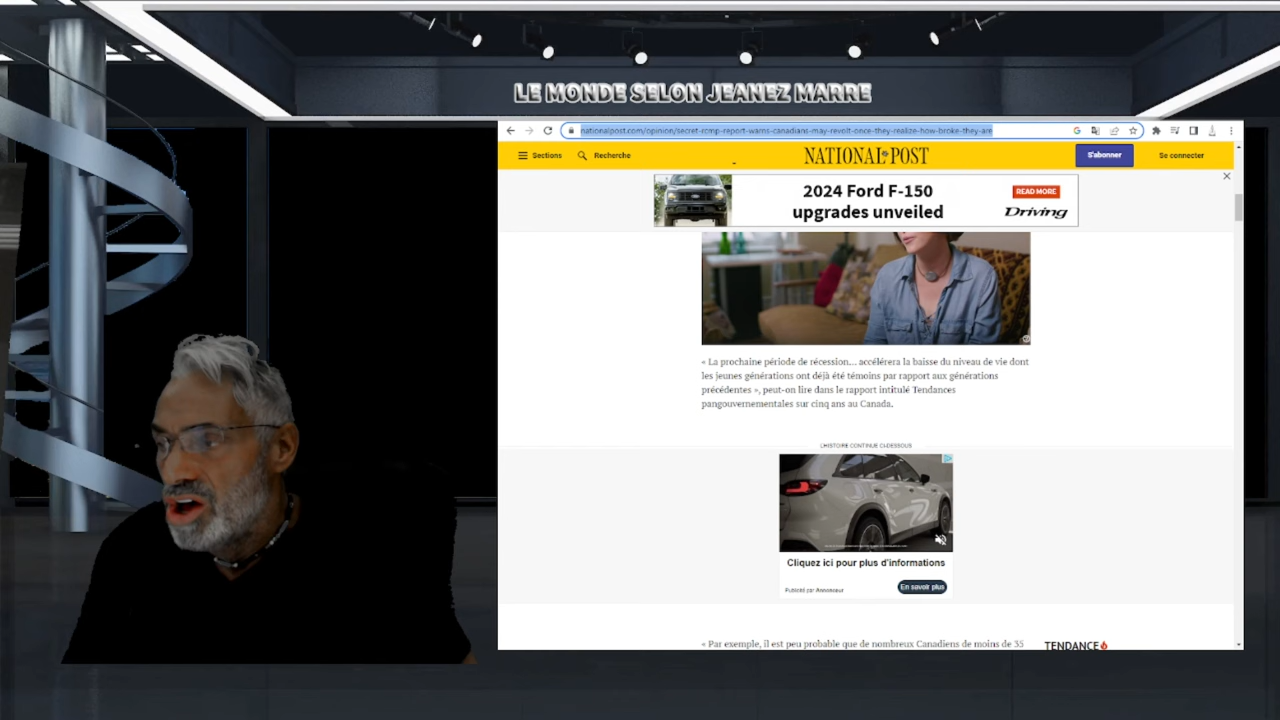 LE MONDE SELON JEANEZ MARRE
nationalpost.com/opinion/secret-rcmp-report-warns-canadians-may-revolt-once-they-realize-how-broke-they-are
Sections
Recherche
NATIONAL POST
S'abonner
Se connecter
2024 Ford F-150
upgrades unveiled
READ MORE
Driving
« La prochaine période de récession... accélérera la baisse du niveau de vie dont
les jeunes générations ont déjà été témoins par rapport aux générations
précédentes », peut-on lire dans le rapport intitulé Tendances
pangouvernementales sur cinq ans au Canada.
L'HISTOIRE CONTINUE CI-DESSOUS
Cliquez ici pour plus d'informations
Publicité par Annonceur
En savoir plus
« Par exemple, il est peu probable que de nombreux Canadiens de moins de 35
TENDANCE